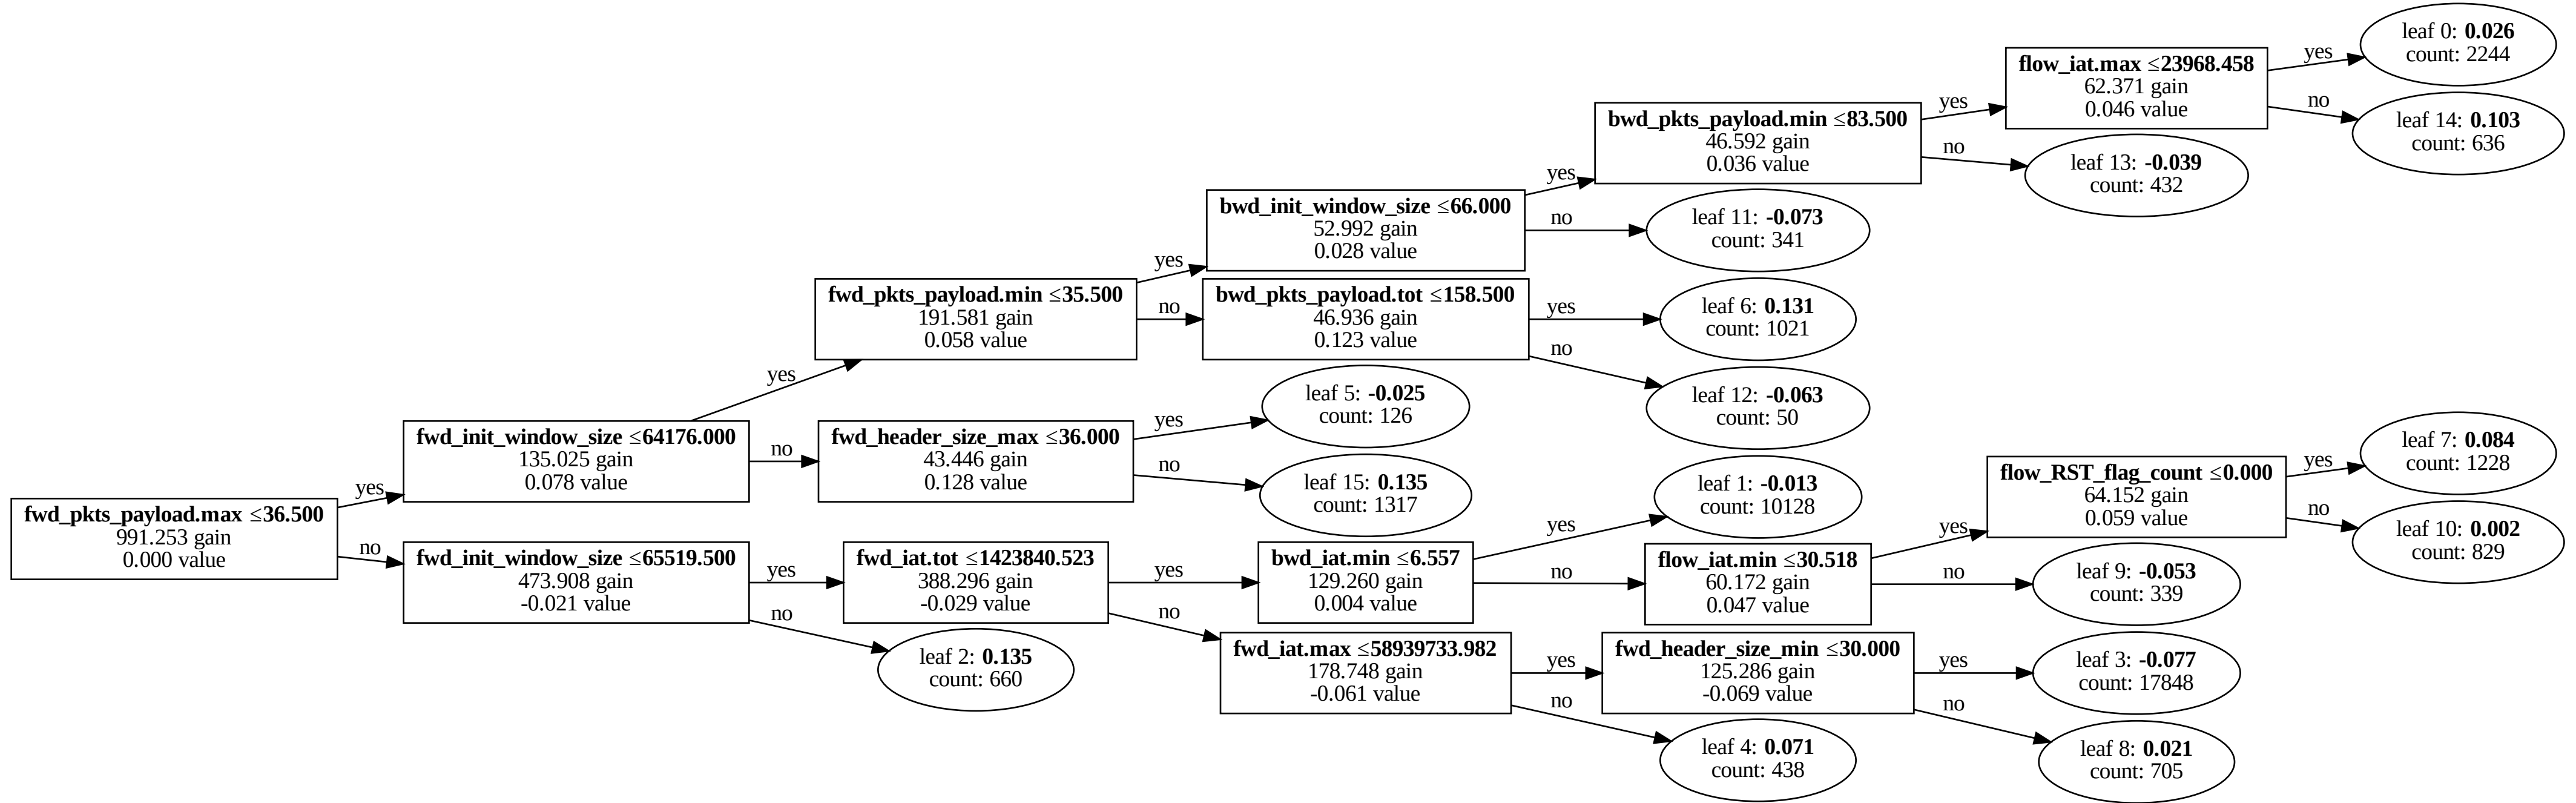 fwd_pkts_payload.max ≤36.500
991.253 gain
0.000 value
yes
no
fwd_init_window_size ≤64176.000
135.025 gain
0.078 value
yes
no
fwd_init_window_size ≤65519.500
473.908 gain
-0.021 value
yes
no
fwd_pkts_payload.min ≤35.500
191.581 gain
0.058 value
yes
no
fwd_header_size_max ≤36.000
43.446 gain
0.128 value
yes
no
fwd_iat.tot ≤1423840.523
388.296 gain
-0.029 value
yes
no
leaf 2: 0.135
count: 660
bwd_init_window_size ≤66.000
52.992 gain
0.028 value
yes
no
bwd_pkts_payload.tot ≤158.500
46.936 gain
0.123 value
yes
no
leaf 5: -0.025
count: 126
leaf 15: 0.135
count: 1317
bwd_iat.min ≤6.557
129.260 gain
0.004 value
yes
no
fwd_iat.max ≤58939733.982
178.748 gain
-0.061 value
yes
no
bwd_pkts_payload.min ≤83.500
46.592 gain
0.036 value
yes
no
leaf 11: -0.073
count: 341
leaf 6: 0.131
count: 1021
leaf 12: -0.063
count: 50
leaf 1: -0.013
count: 10128
flow_iat.min ≤30.518
60.172 gain
0.047 value
yes
no
fwd_header_size_min ≤30.000
125.286 gain
-0.069 value
yes
no
leaf 4: 0.071
count: 438
flow_iat.max ≤23968.458
62.371 gain
0.046 value
yes
no
leaf 13: -0.039
count: 432
flow_RST_flag_count ≤0.000
64.152 gain
0.059 value
yes
no
leaf 9: -0.053
count: 339
leaf 3: -0.077
count: 17848
leaf 8: 0.021
count: 705
leaf 0: 0.026
count: 2244
leaf 14: 0.103
count: 636
leaf 7: 0.084
count: 1228
leaf 10: 0.002
count: 829